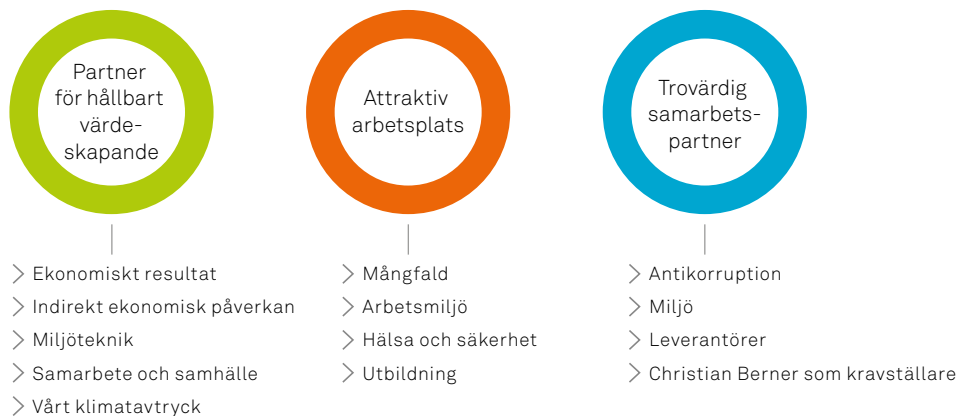 Partner
för hållbart
värde-
skapande
Ekonomiskt resultat
Indirekt ekonomisk påverkan
Miljöteknik
Samarbete och samhälle
Vårt klimatavtryck
Attraktiv
arbetsplats
Mångfald
Arbetsmiljö
Hälsa och säkerhet
Utbildning
Trovärdig
samarbets-
partner
Antikorruption
Miljö
Leverantörer
Christian Berner som kravställare